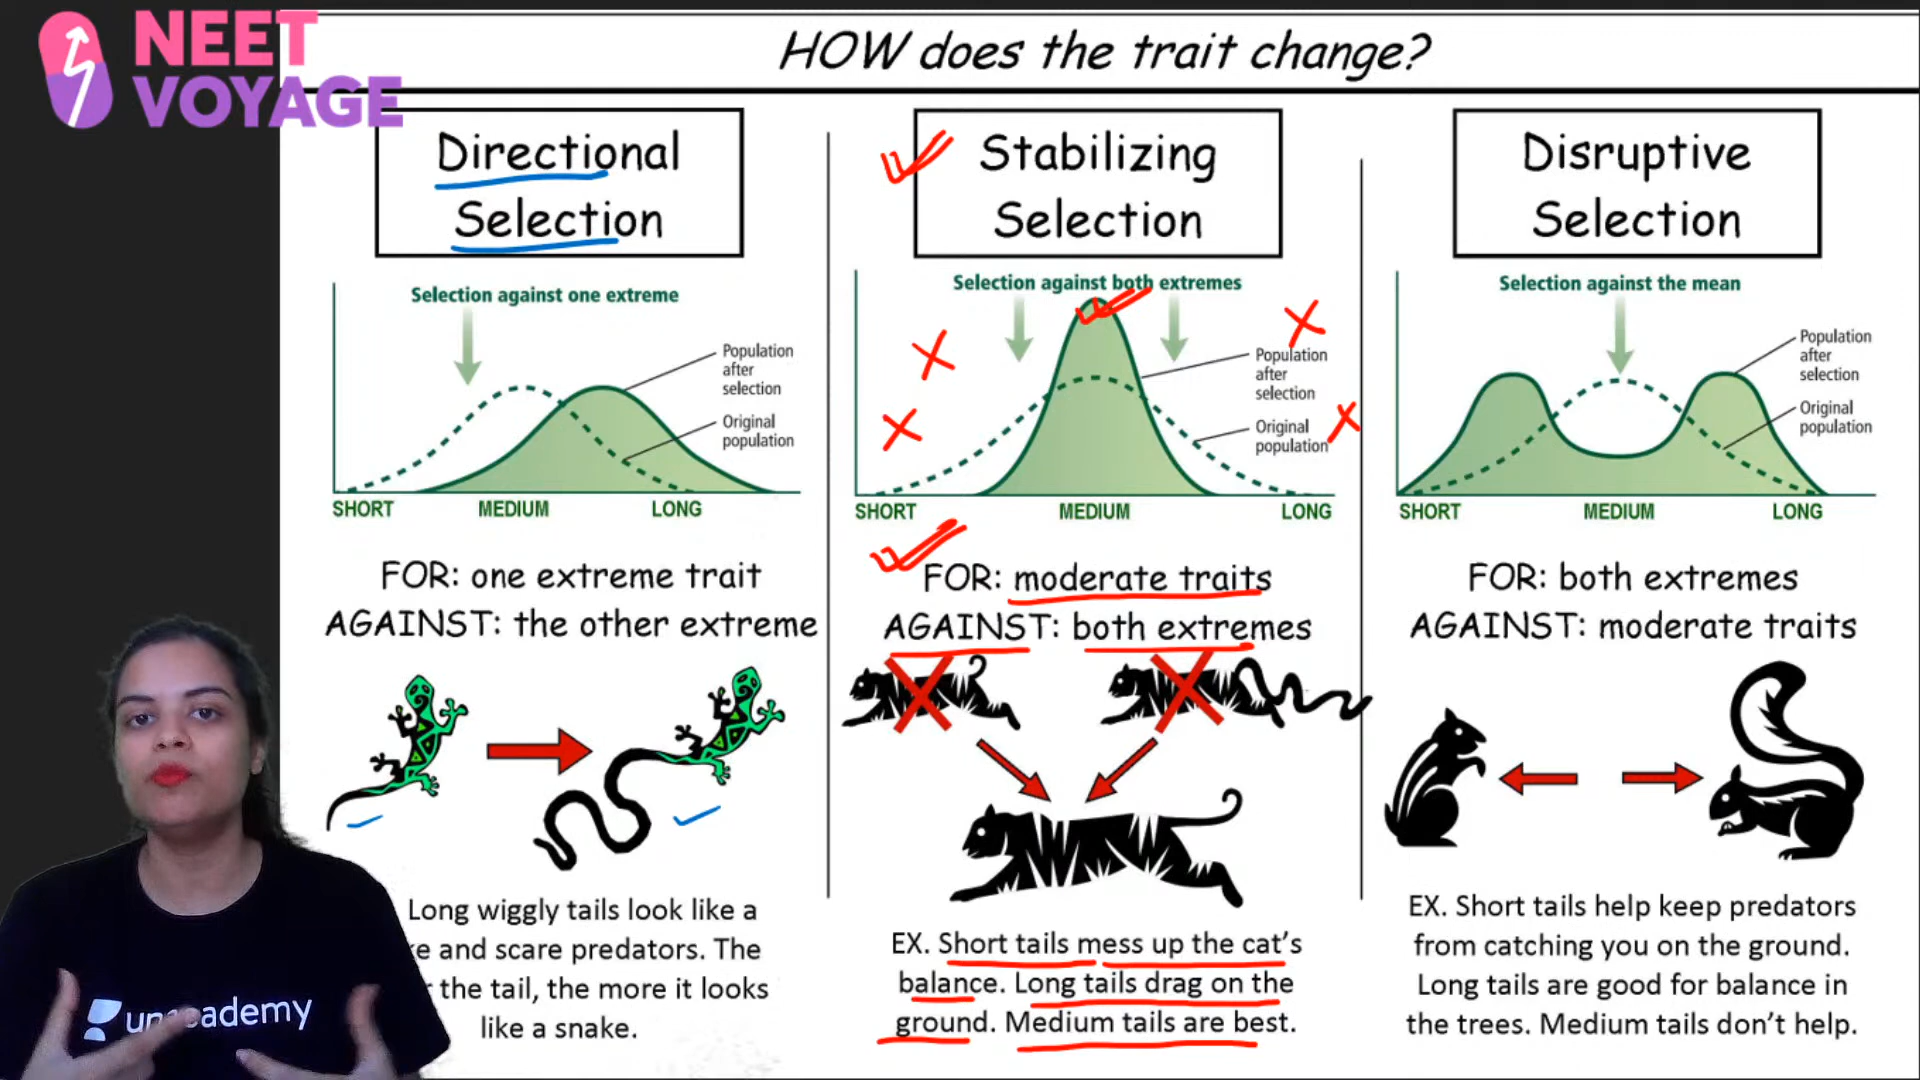 NEET
VOYAGE
HOW does the trait change?
Directional
Selection
Selection against one extreme
Population
after
selection
Original
population
SHORT MEDIUM LONG
FOR: one extreme trait
AGAINST: the other extreme
Long wiggly tails look like a
and scare predators. The
the tail, the more it looks
like a snake.
Stabilizing
Selection
Selection against both extremes
Population
after
selection
Original
population
SHORT MEDIUM LONG
FOR: moderate traits
AGAINST: both extremes
EX. Short tails mess up the cat's
balance. Long tails drag on the
ground. Medium tails are best.
Disruptive
Selection
Selection against the mean
Population
after
selection
Original
population
SHORT MEDIUM LONG
FOR: both extremes
AGAINST: moderate traits
EX. Short tails help keep predators
from catching you on the ground.
Long tails are good for balance in
the trees. Medium tails don't help.